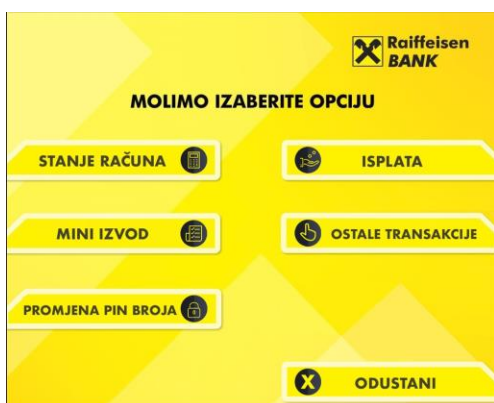 Raiffeisen
BANK
MOLIMO IZABERITE OPCIJU
STANJE RAČUNA
ISPLATA
MINI IZVOD
OSTALE TRANSAKCIJE
PROMJENA PIN BROJA
X ODUSTANI